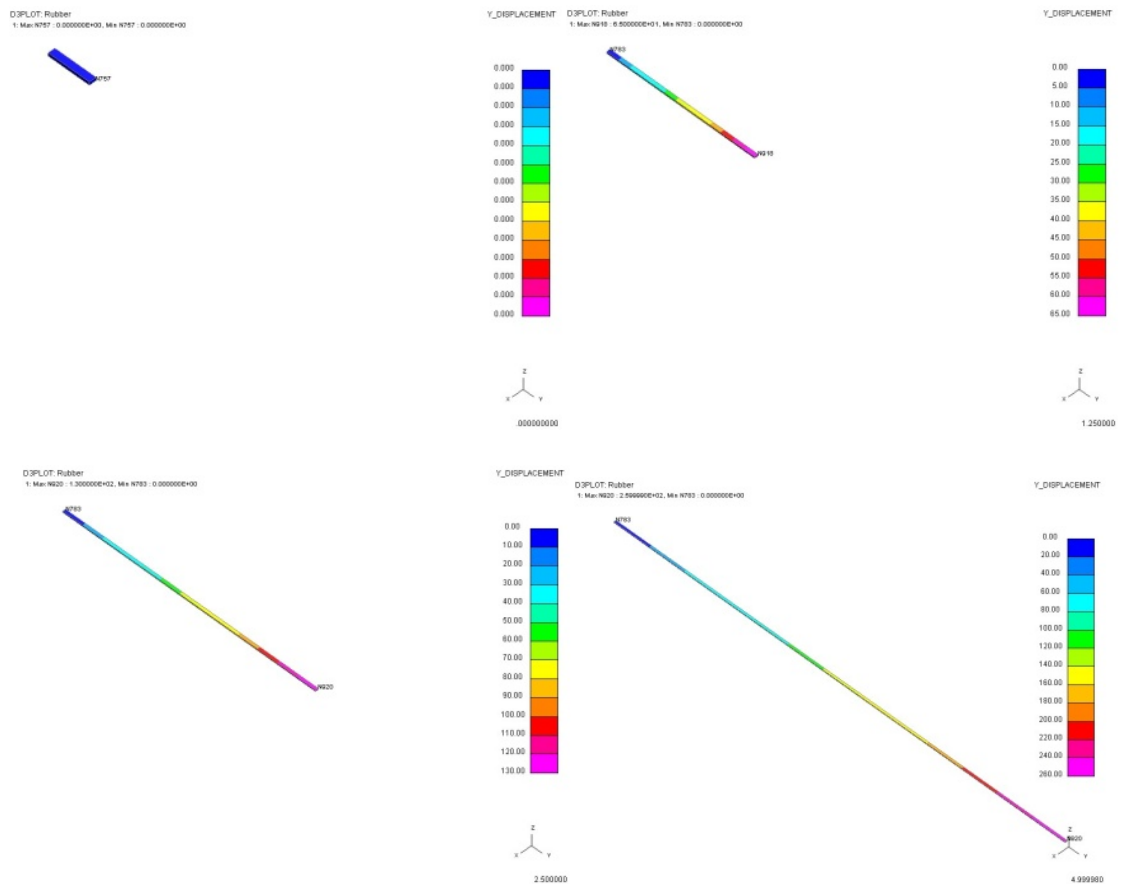 D3PLOT: Rubber
1: Max N757 : 0.000000E+00, Min N757 : 0.000000E+00
Y_DISPLACEMENT
N757
0.000
0.000
0.000
0.000
0.000
0.000
0.000
0.000
0.000
0.000
0.000
0.000
0.000
0.000
Z
X
Y
.000000000
D3PLOT: Rubber
1: Max N918 : 6.500000E+01, Min N783 : 0.000000E+00
Y_DISPLACEMENT
N783
N918
0.00
5.00
10.00
15.00
20.00
25.00
30.00
35.00
40.00
45.00
50.00
55.00
60.00
65.00
Z
X
Y
1.250000
D3PLOT: Rubber
1: Max N920 : 1.300000E+02, Min N783 : 0.000000E+00
Y_DISPLACEMENT
N783
N920
0.00
10.00
20.00
30.00
40.00
50.00
60.00
70.00
80.00
90.00
100.00
110.00
120.00
130.00
Z
X
Y
2.500000
D3PLOT: Rubber
1: Max N920 : 2.599990E+02, Min N783 : 0.000000E+00
Y_DISPLACEMENT
N783
N920
0.00
20.00
40.00
60.00
80.00
100.00
120.00
140.00
160.00
180.00
200.00
220.00
240.00
260.00
Z
X
Y
4.999980